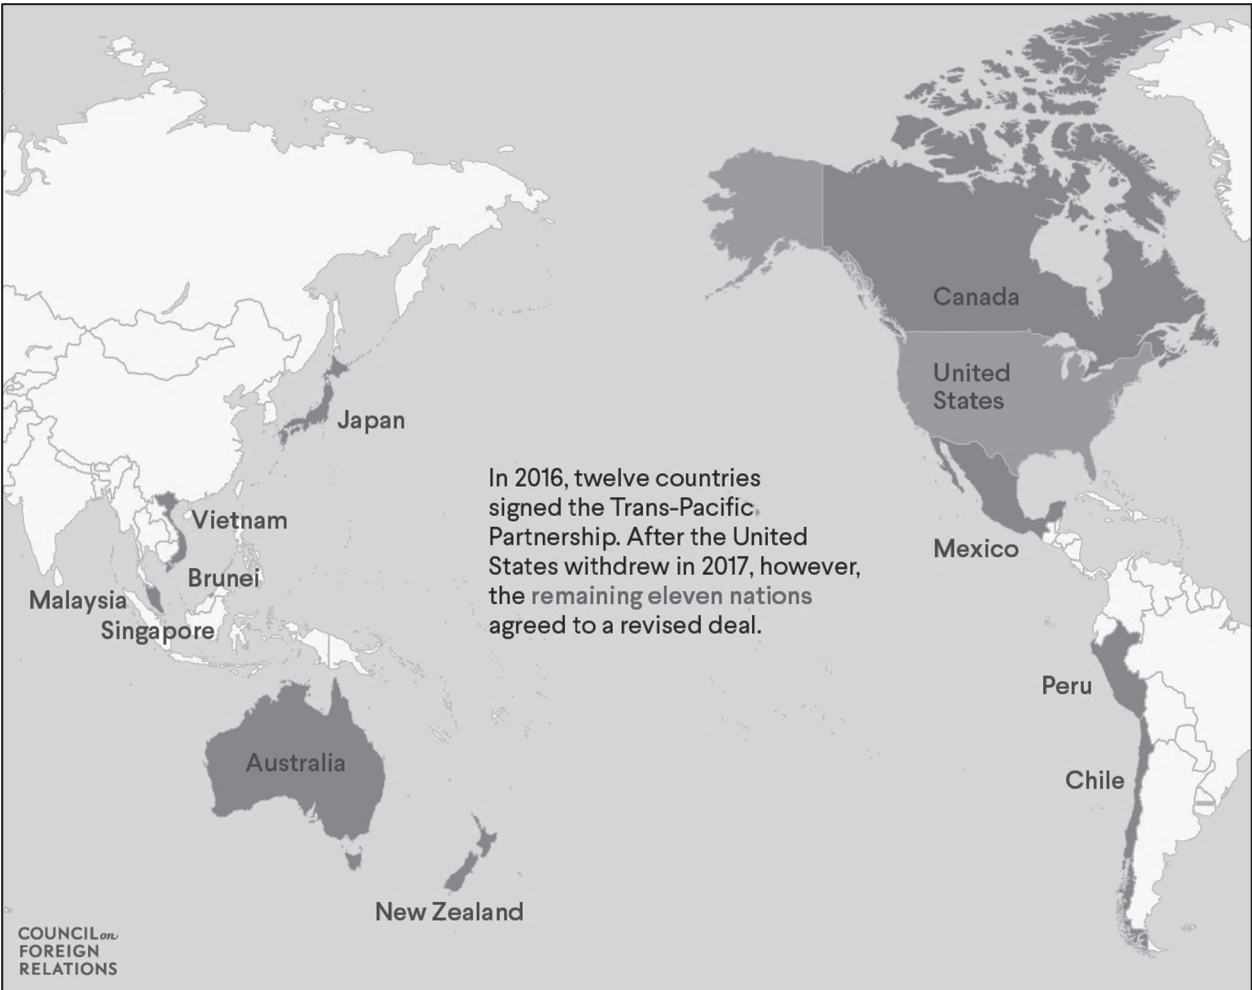 Canada
United
States
Japan
In 2016, twelve countries
signed the Trans-Pacific
Partnership. After the United
States withdrew in 2017, however,
the remaining eleven nations
agreed to a revised deal.
Vietnam
Mexico
Brunei
Malaysia
Singapore
Peru
Australia
Chile
New Zealand
COUNCIL on
FOREIGN
RELATIONS